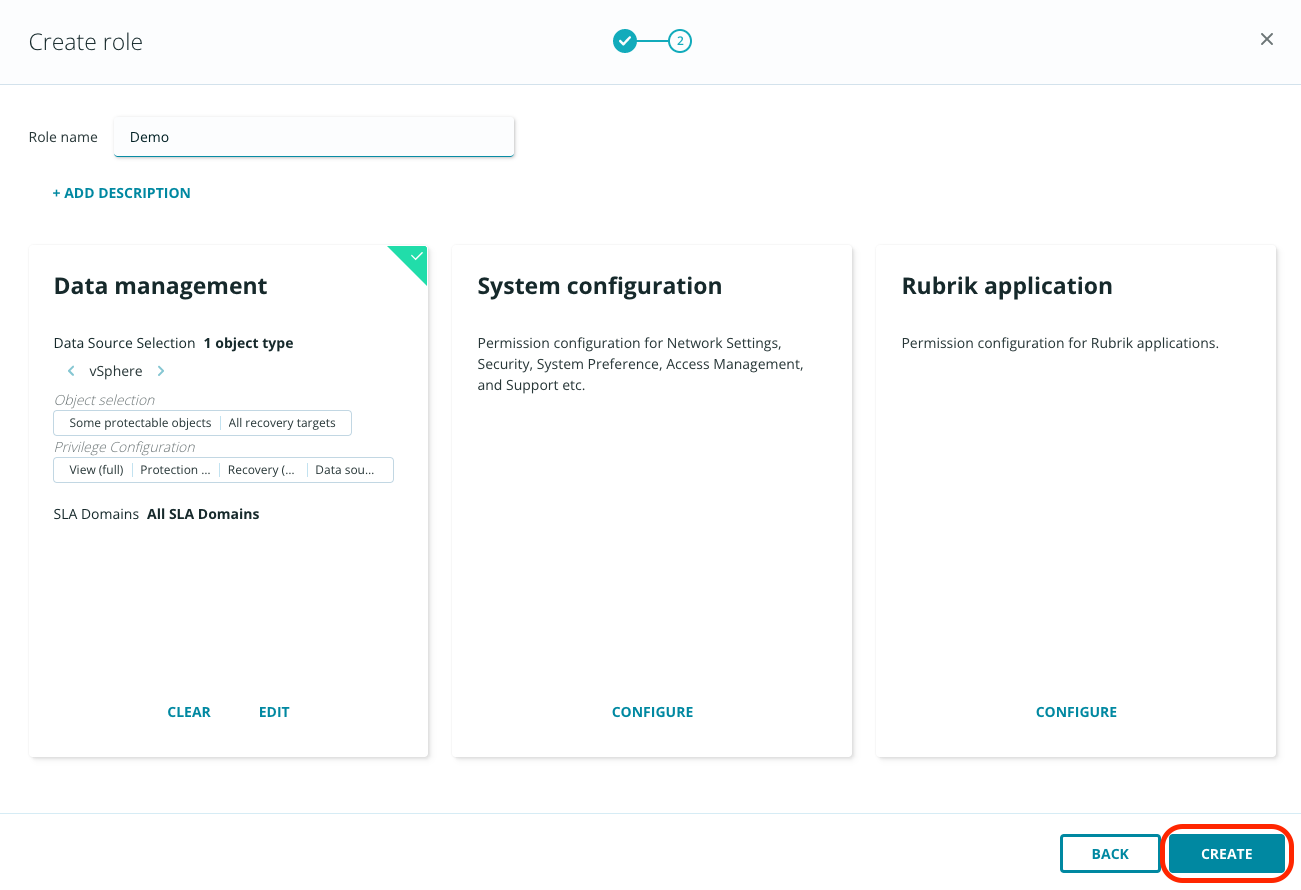 Create role
2
Role name Demo
+ ADD DESCRIPTION
Data management
Data Source Selection 1 object type
vSphere
Object selection
Some protectable objects All recovery targets
Privilege Configuration
View (full) Protection ... Recovery (... Data sou...
SLA Domains All SLA Domains
CLEAR EDIT
System configuration
Permission configuration for Network Settings,
Security, System Preference, Access Management,
and Support etc.
CONFIGURE
Rubrik application
Permission configuration for Rubrik applications.
CONFIGURE
BACK CREATE